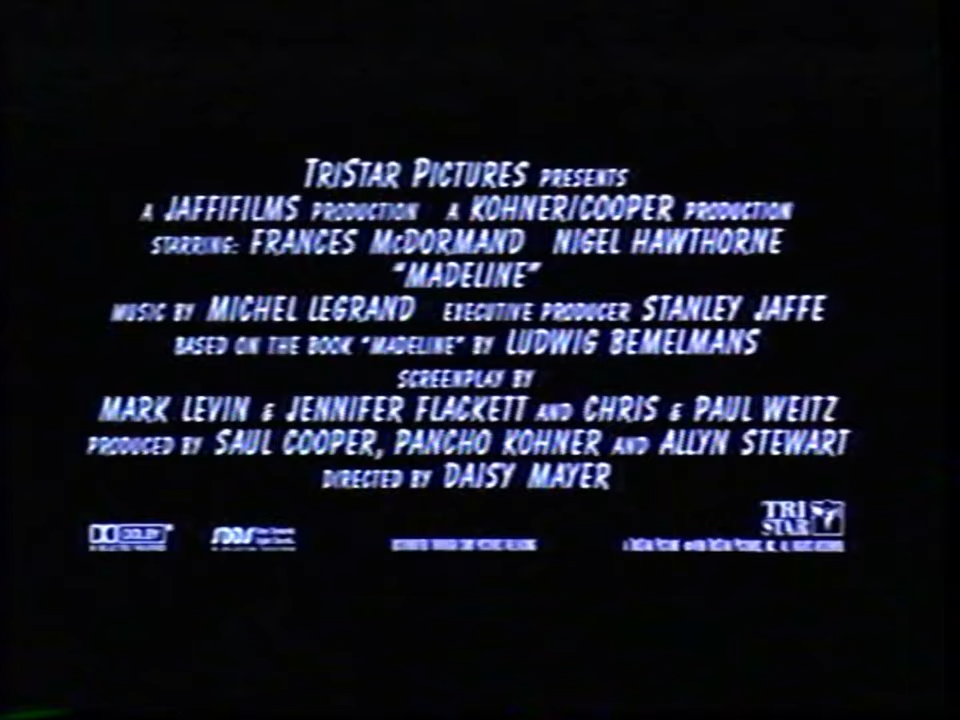 TRISTAR PICTURES PRESENTS
A JAFFIFILMS PRODUCTION A KOHNER/COOPER PRODUCTION
STARRING: FRANCES McDORMAND NIGEL HAWTHORNE
"MADELINE"
MUSIC BY MICHEL LEGRAND EXECUTIVE PRODUCER STANLEY JAFFE
BASED ON THE BOOK "MADELINE" BY LUDWIG BEMELMANS
SCREENPLAY BY
MARK LEVIN & JENNIFER FLACKETT AND CHRIS & PAUL WEITZ
PRODUCED BY SAUL COOPER, PANCHO KOHNER AND ALLYN STEWART
DIRECTED BY DAISY MAYER
TRI
STAR
DOLBY
SDDS